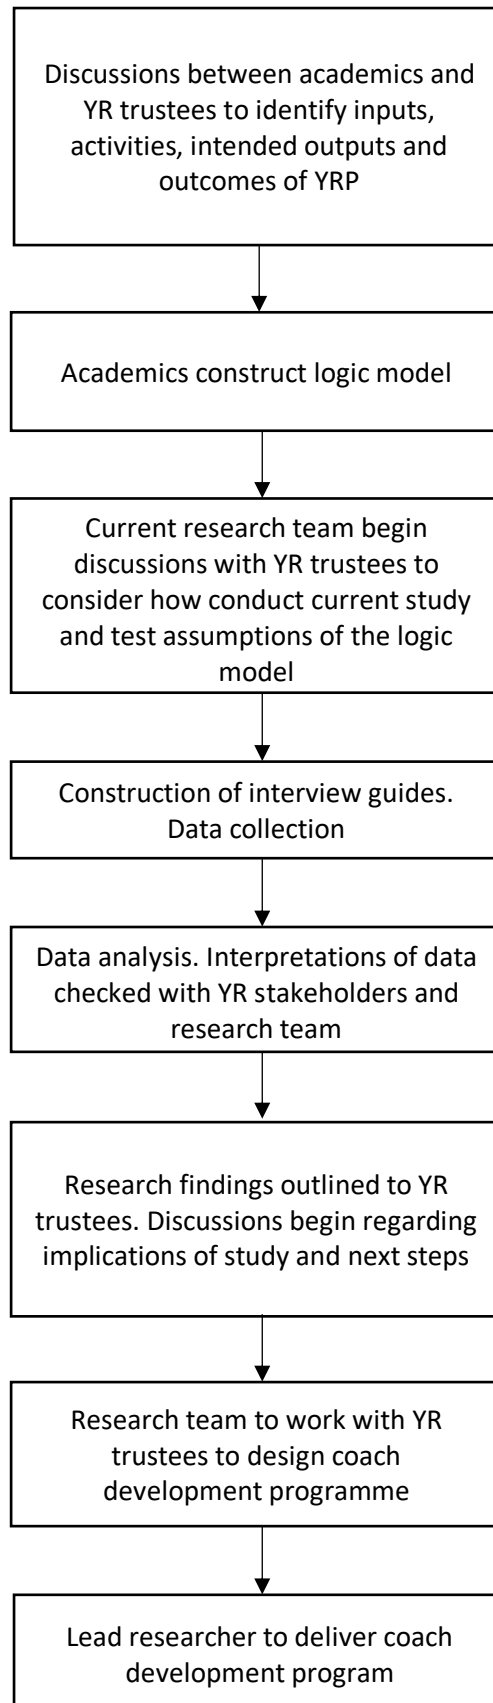 Discussions between academics and
YR trustees to identify inputs,
activities, intended outputs and
outcomes of YRP
Academics construct logic model
Current research team begin
discussions with YR trustees to
consider how conduct current study
and test assumptions of the logic
model
Construction of interview guides.
Data collection
Data analysis. Interpretations of data
checked with YR stakeholders and
research team
Research findings outlined to YR
trustees. Discussions begin regarding
implications of study and next steps
Research team to work with YR
trustees to design coach
development programme
Lead researcher to deliver coach
development program